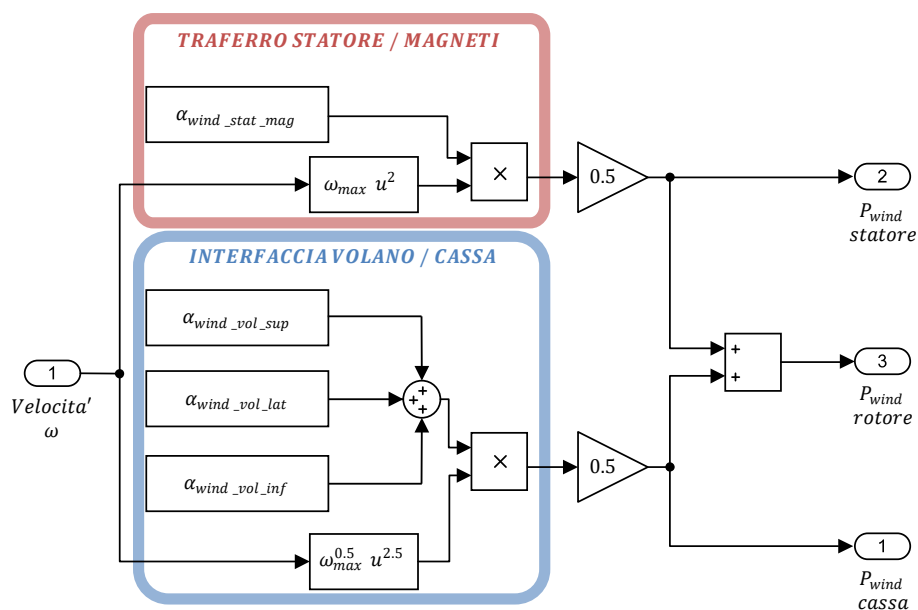 TRAFERRO STATORE / MAGNETI
α_wind_stat_mag
ω_max u²
×
0.5
2
P_wind
statore
INTERFACCIA VOLANO / CASSA
α_wind_vol_sup
α_wind_vol_lat
α_wind_vol_inf
+
+
+
ω_max^0.5 u^2.5
×
0.5
1
Velocita'
ω
+
+
3
P_wind
rotore
1
P_wind
cassa